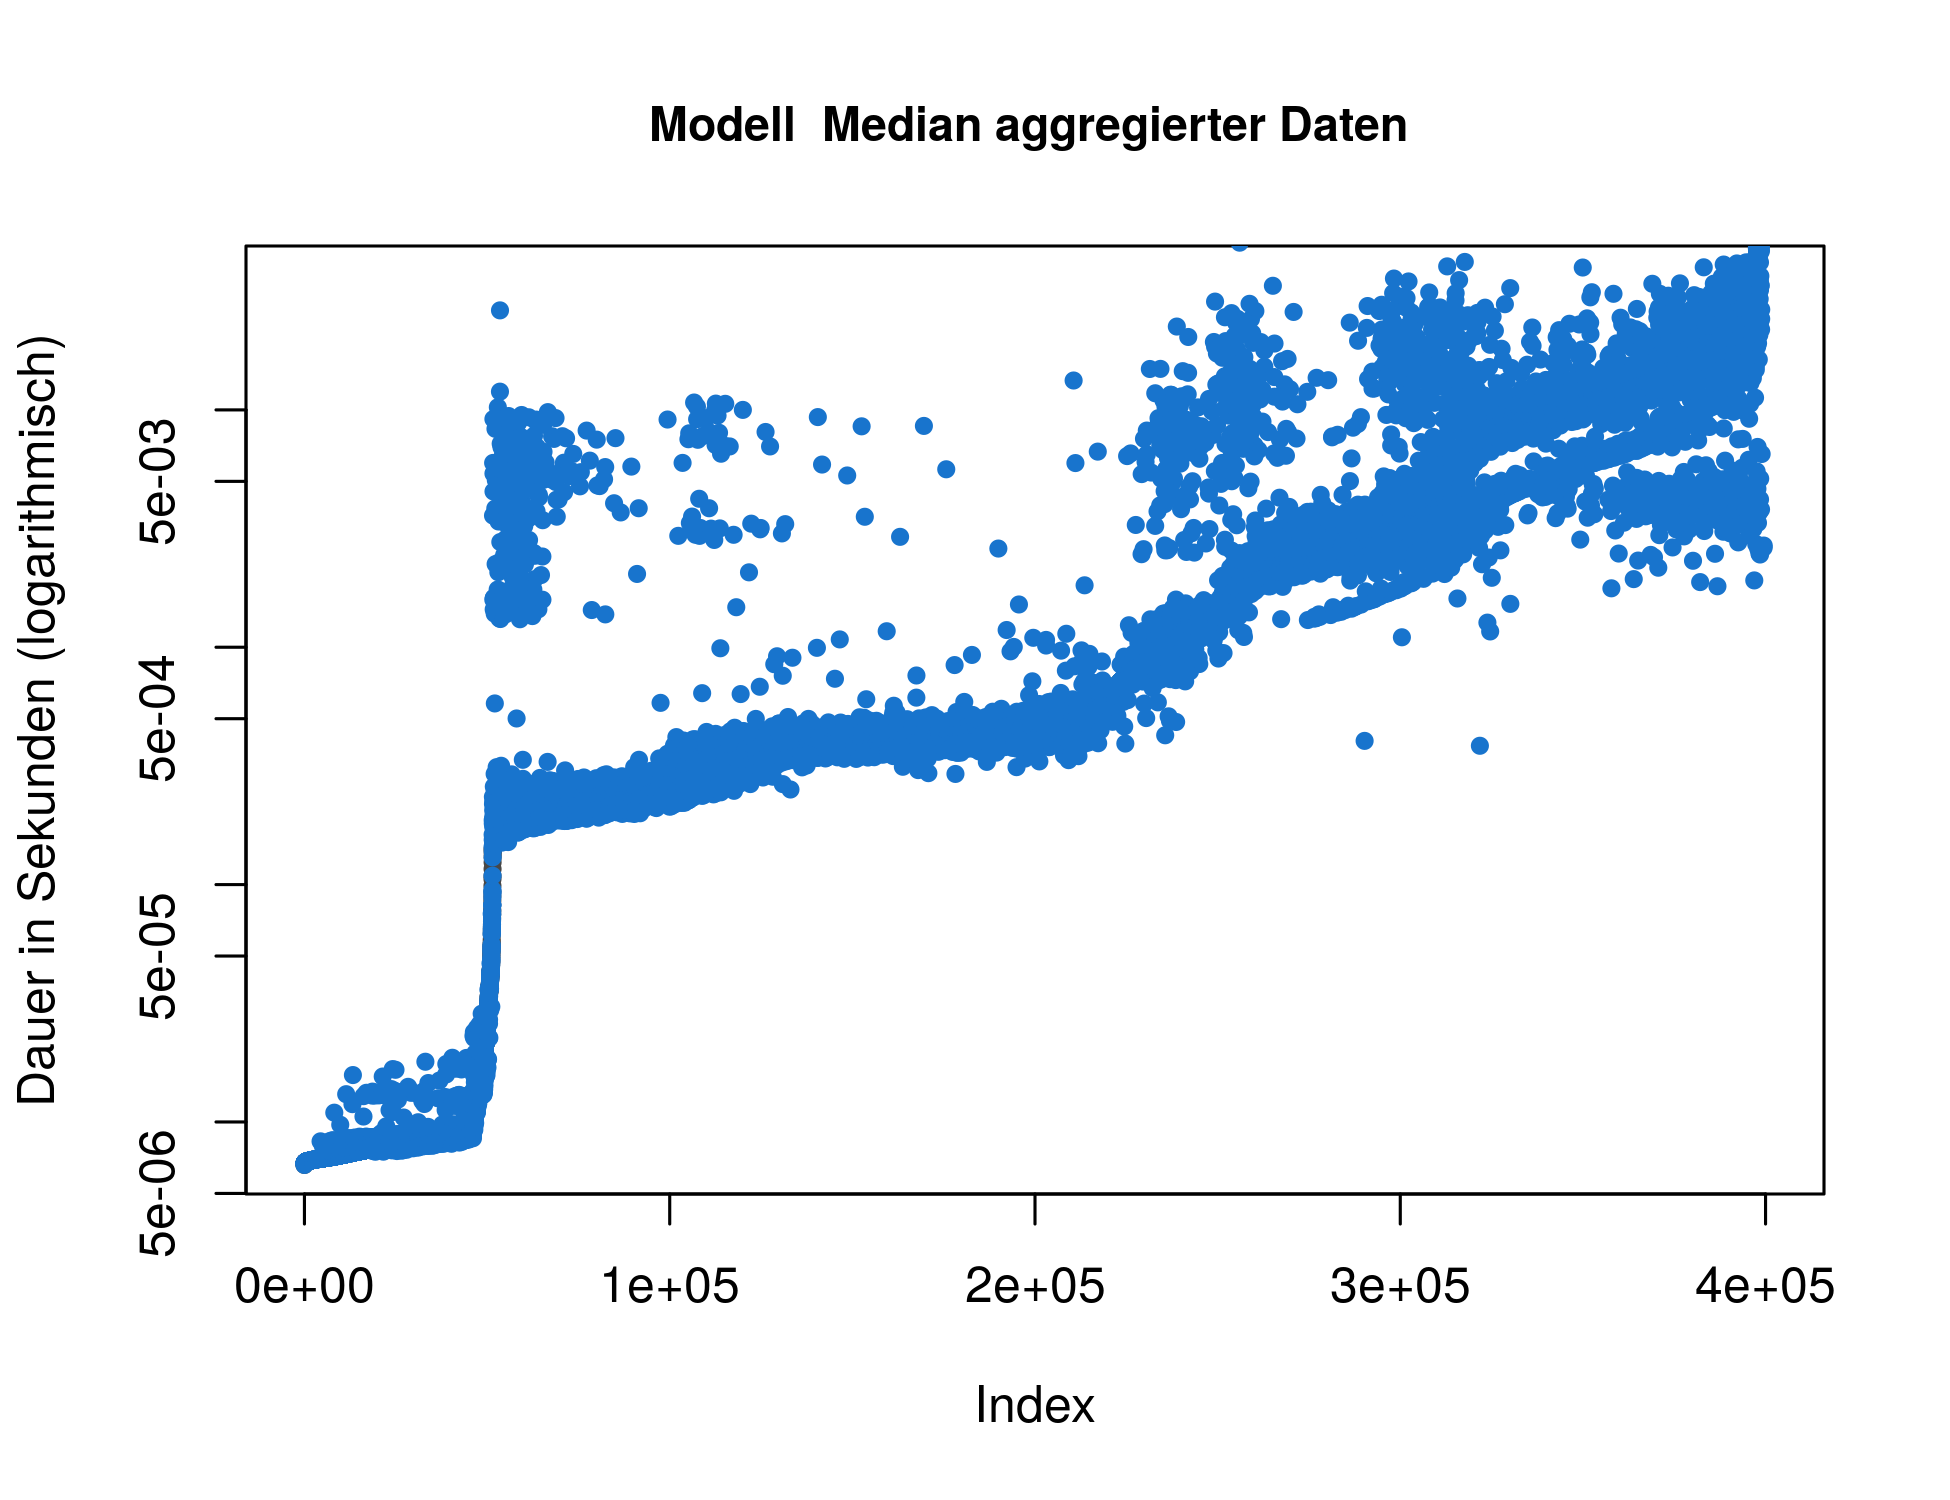 Modell  Median aggregierter Daten
Dauer in Sekunden (logarithmisch)
5e-03
5e-04
5e-05
5e-06
0e+00 1e+05 2e+05 3e+05 4e+05
Index